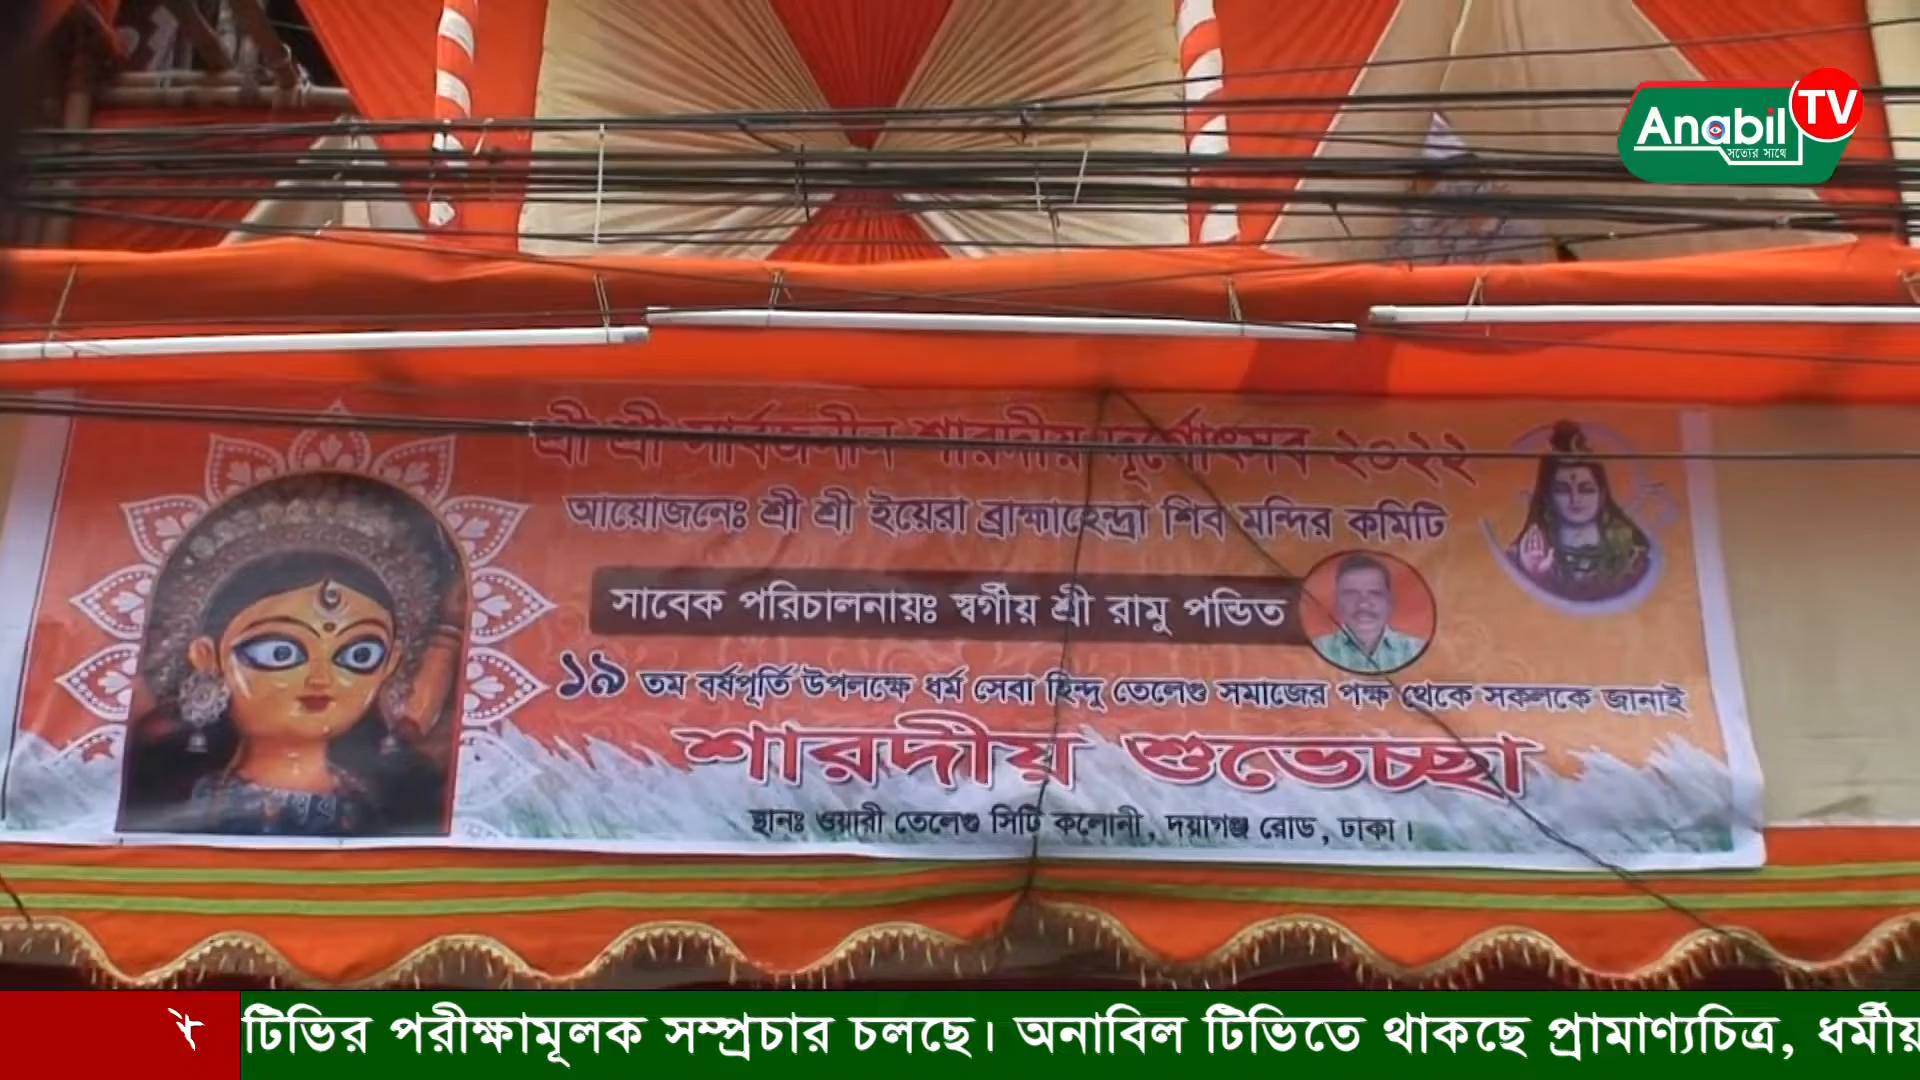 Anabil TV
সত্যের সাথে
শ্রী শ্রী সার্বজনীন শারদীয় দূর্গোৎসব ২০২২
আয়োজনেঃ শ্রী শ্রী ইয়েরা ব্রাহ্মাহেন্দ্রা শিব মন্দির কমিটি
সাবেক পরিচালনায়ঃ স্বর্গীয় শ্রী রামু পন্ডিত
১৯ তম বর্ষপূর্তি উপলক্ষে ধর্ম সেবা হিন্দু তেলেগু সমাজের পক্ষ থেকে সকলকে জানাই
শারদীয় শুভেচ্ছা
স্থানঃ ওয়ারী তেলেগু সিটি কলোনী, দয়াগঞ্জ রোড, ঢাকা।
টিভির পরীক্ষামূলক সম্প্রচার চলছে। অনাবিল টিভিতে থাকছে প্রামাণ্যচিত্র, ধর্মীয়